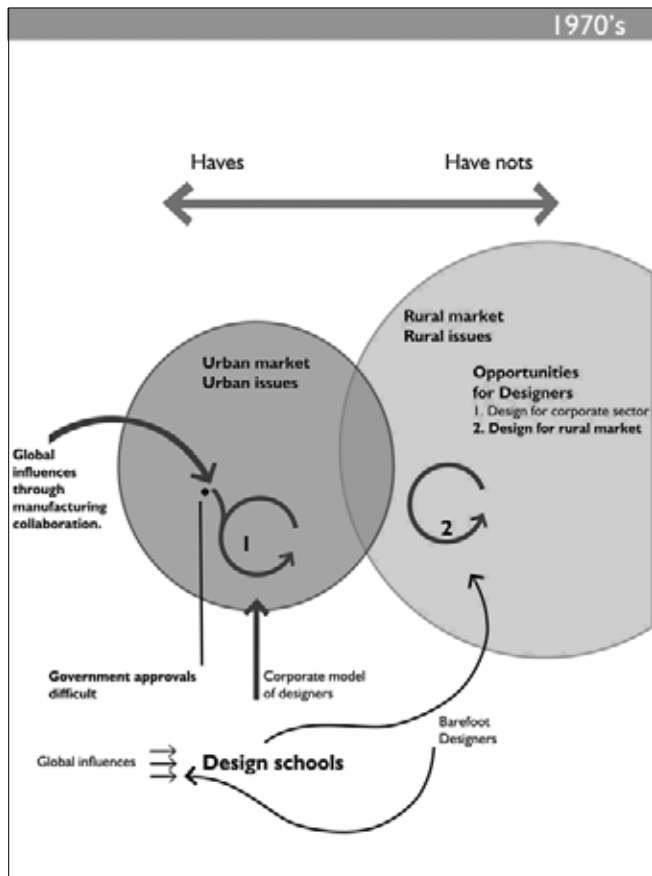 1970's
Haves
Have nots
Rural market
Rural issues
Urban market
Urban issues
Opportunities
for Designers
1. Design for corporate sector
2. Design for rural market
Global
influences
through
manufacturing
collaboration.
1
2
Government approvals
difficult
Corporate model
of designers
Barefoot
Designers
Global influences
Design schools